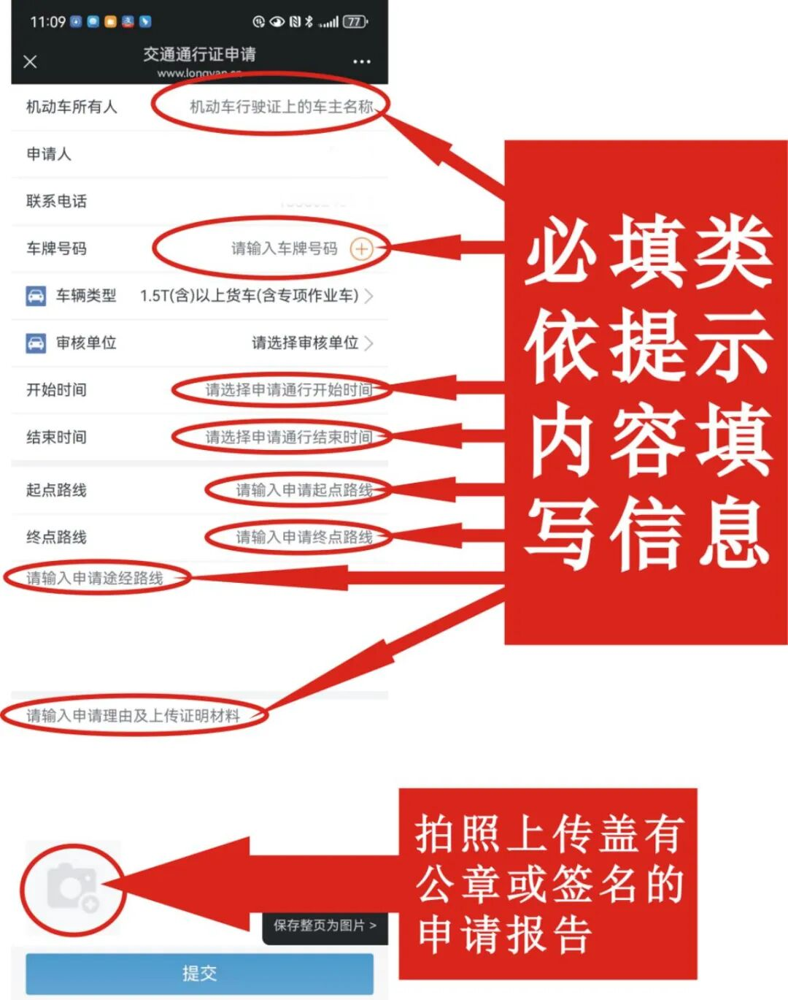 11:09
77
交通通行证申请
机动车所有人 机动车行驶证上的车主名称
申请人
联系电话
车牌号码 请输入车牌号码
车辆类型 1.5T(含)以上货车(含专项作业车)
审核单位 请选择审核单位
开始时间 请选择申请通行开始时间
结束时间 请选择申请通行结束时间
起点路线 请输入申请起点路线
终点路线 请输入申请终点路线
请输入申请途经路线
请输入申请理由及上传证明材料
保存整页为图片 >
提交
必填类
依提示
内容填
写信息
拍照上传盖有
公章或签名的
申请报告